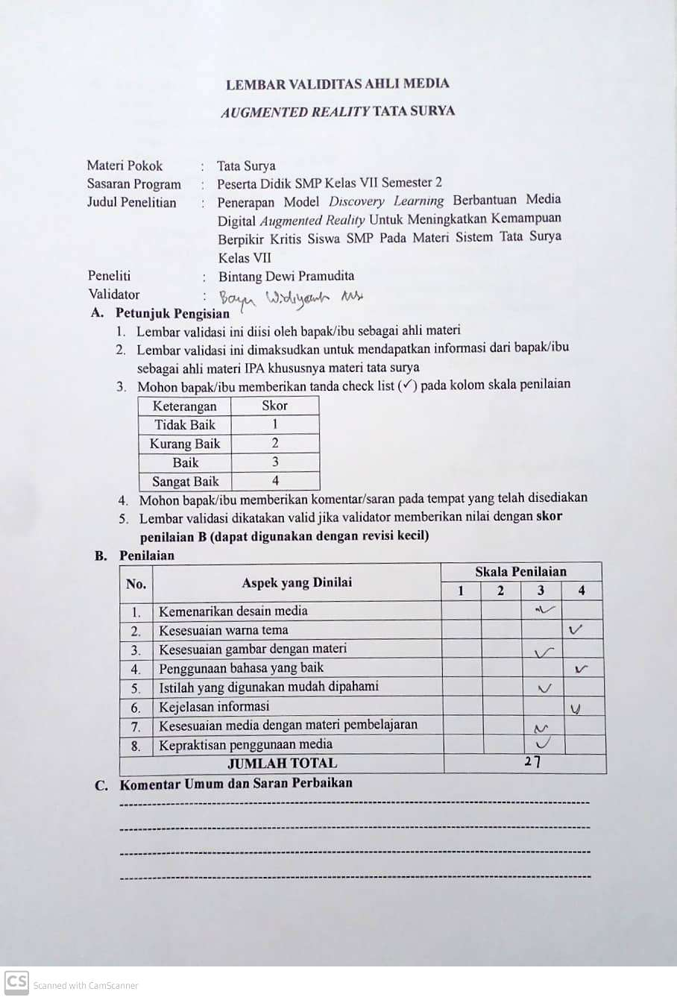 LEMBAR VALIDITAS AHLI MEDIA
AUGMENTED REALITY TATA SURYA
Materi Pokok : Tata Surya
Sasaran Program : Peserta Didik SMP Kelas VII Semester 2
Judul Penelitian : Penerapan Model Discovery Learning Berbantuan Media
Digital Augmented Reality Untuk Meningkatkan Kemampuan
Berpikir Kritis Siswa SMP Pada Materi Sistem Tata Surya
Kelas VII
Peneliti : Bintang Dewi Pramudita
Validator : Bayu
A. Petunjuk Pengisian
1. Lembar validasi ini diisi oleh bapak/ibu sebagai ahli materi
2. Lembar validasi ini dimaksudkan untuk mendapatkan informasi dari bapak/ibu
sebagai ahli materi IPA khususnya materi tata surya
3. Mohon bapak/ibu memberikan tanda check list (✓) pada kolom skala penilaian
Keterangan Skor
Tidak Baik 1
Kurang Baik 2
Baik 3
Sangat Baik 4
4. Mohon bapak/ibu memberikan komentar/saran pada tempat yang telah disediakan
5. Lembar validasi dikatakan valid jika validator memberikan nilai dengan skor
penilaian B (dapat digunakan dengan revisi kecil)
B. Penilaian
No. Aspek yang Dinilai Skala Penilaian
1 2 3 4
1. Kemenarikan desain media ✓
2. Kesesuaian warna tema ✓
3. Kesesuaian gambar dengan materi ✓
4. Penggunaan bahasa yang baik ✓
5. Istilah yang digunakan mudah dipahami ✓
6. Kejelasan informasi ✓
7. Kesesuaian media dengan materi pembelajaran ✓
8. Kepraktisan penggunaan media ✓
JUMLAH TOTAL 27
C. Komentar Umum dan Saran Perbaikan
CS Scanned with CamScanner